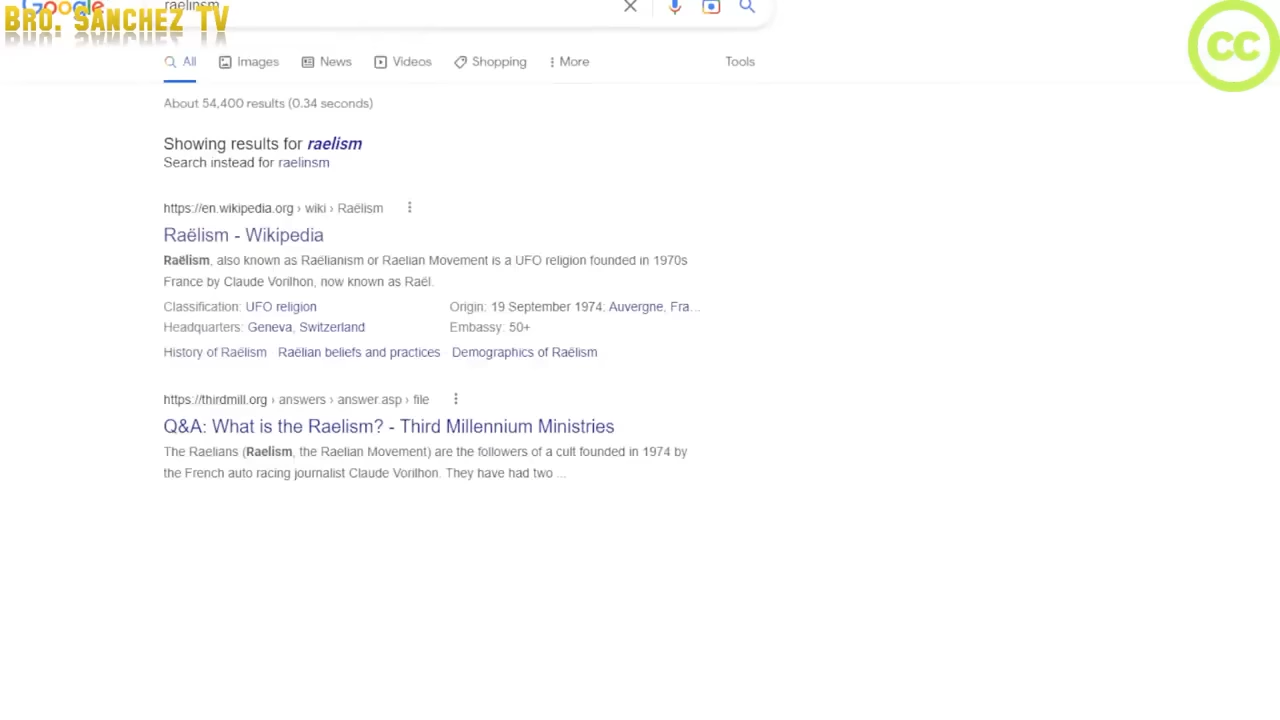 Google
BRO. SANCHEZ TV
raelinsm
CC
All Images News Videos Shopping More Tools
About 54,400 results (0.34 seconds)
Showing results for raelism
Search instead for raelinsm
https://en.wikipedia.org › wiki › Raëlism
Raëlism - Wikipedia
Raëlism, also known as Raëlianism or Raelian Movement is a UFO religion founded in 1970s
France by Claude Vorilhon, now known as Raël.
Classification: UFO religion Origin: 19 September 1974; Auvergne, Fra...
Headquarters: Geneva, Switzerland Embassy: 50+
History of Raëlism Raëlian beliefs and practices Demographics of Raëlism
https://thirdmill.org › answers › answer.asp › file
Q&A: What is the Raelism? - Third Millennium Ministries
The Raelians (Raelism, the Raelian Movement) are the followers of a cult founded in 1974 by
the French auto racing journalist Claude Vorilhon. They have had two ...